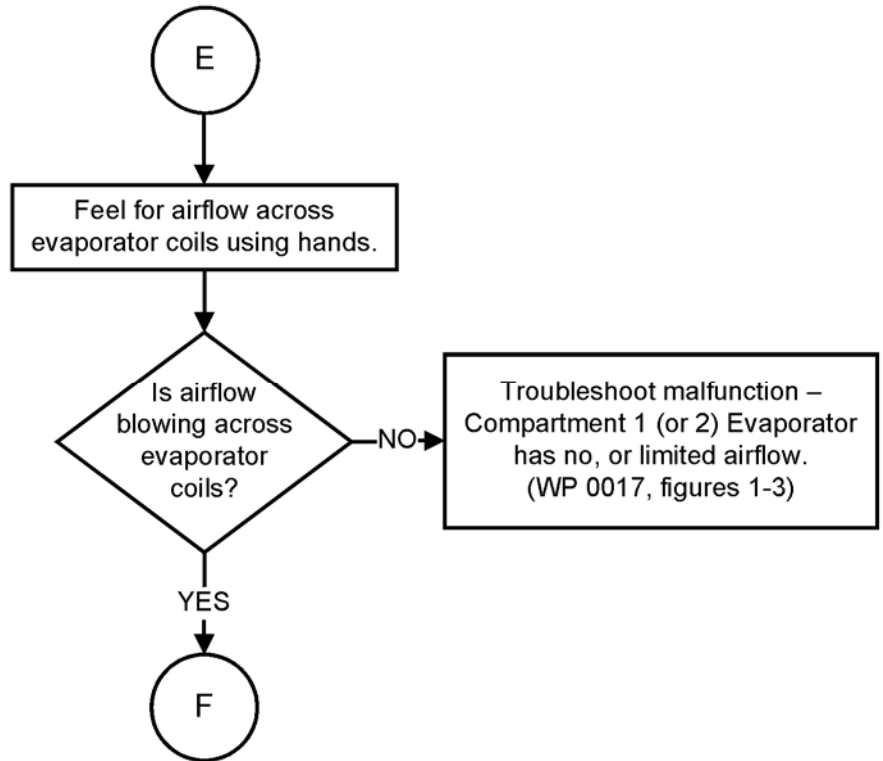 E
Feel for airflow across
evaporator coils using hands.
Is airflow
blowing across
evaporator
coils?
NO
Troubleshoot malfunction –
Compartment 1 (or 2) Evaporator
has no, or limited airflow.
(WP 0017, figures 1-3)
YES
F